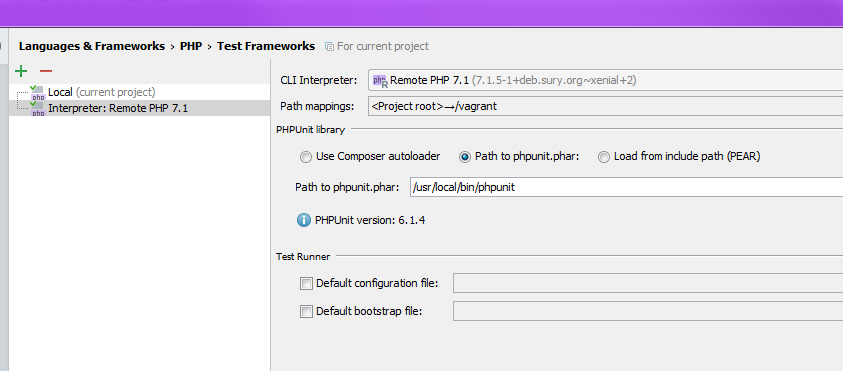 Languages & Frameworks › PHP › Test Frameworks For current project
Local (current project)
Interpreter: Remote PHP 7.1
CLI Interpreter: Remote PHP 7.1 (7.1.5-1+deb.sury.org~xenial+2)
Path mappings: <Project root>→/vagrant
PHPUnit library
Use Composer autoloader Path to phpunit.phar: Load from include path (PEAR)
Path to phpunit.phar: /usr/local/bin/phpunit
PHPUnit version: 6.1.4
Test Runner
Default configuration file:
Default bootstrap file: